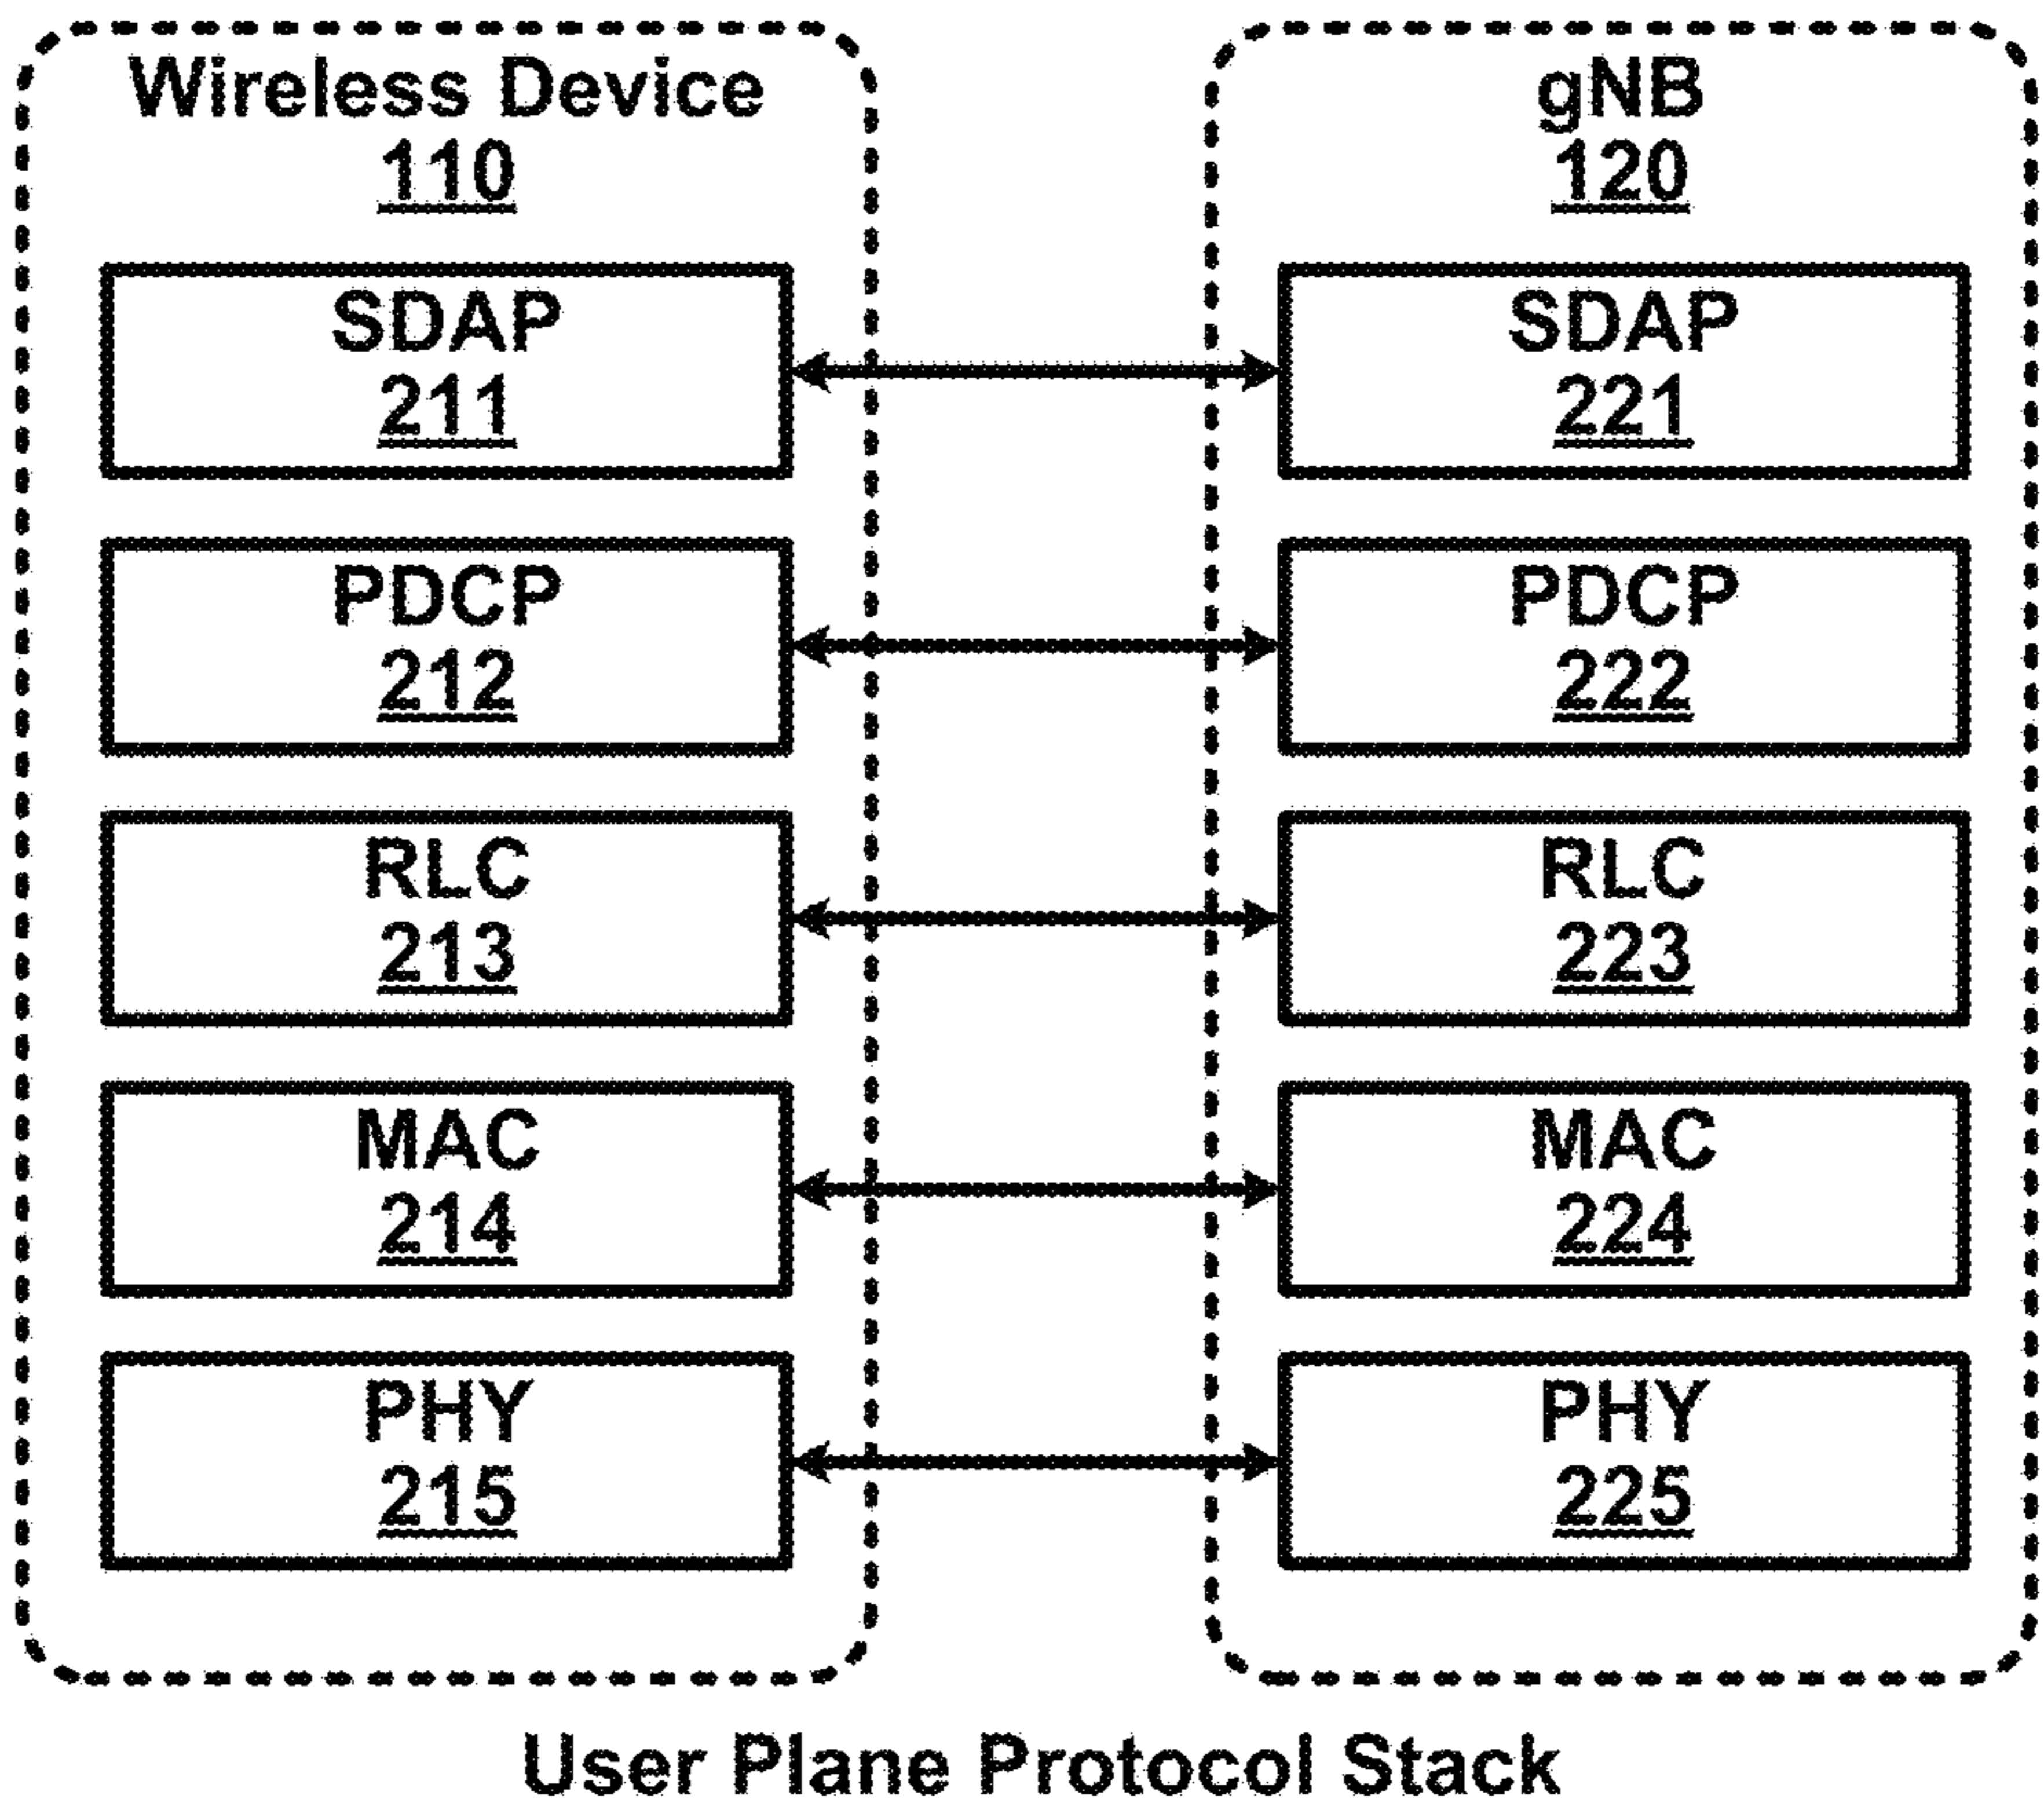 Wireless Device
110
SDAP
211
PDCP
212
RLC
213
MAC
214
PHY
215
gNB
120
SDAP
221
PDCP
222
RLC
223
MAC
224
PHY
225
User Plane Protocol Stack